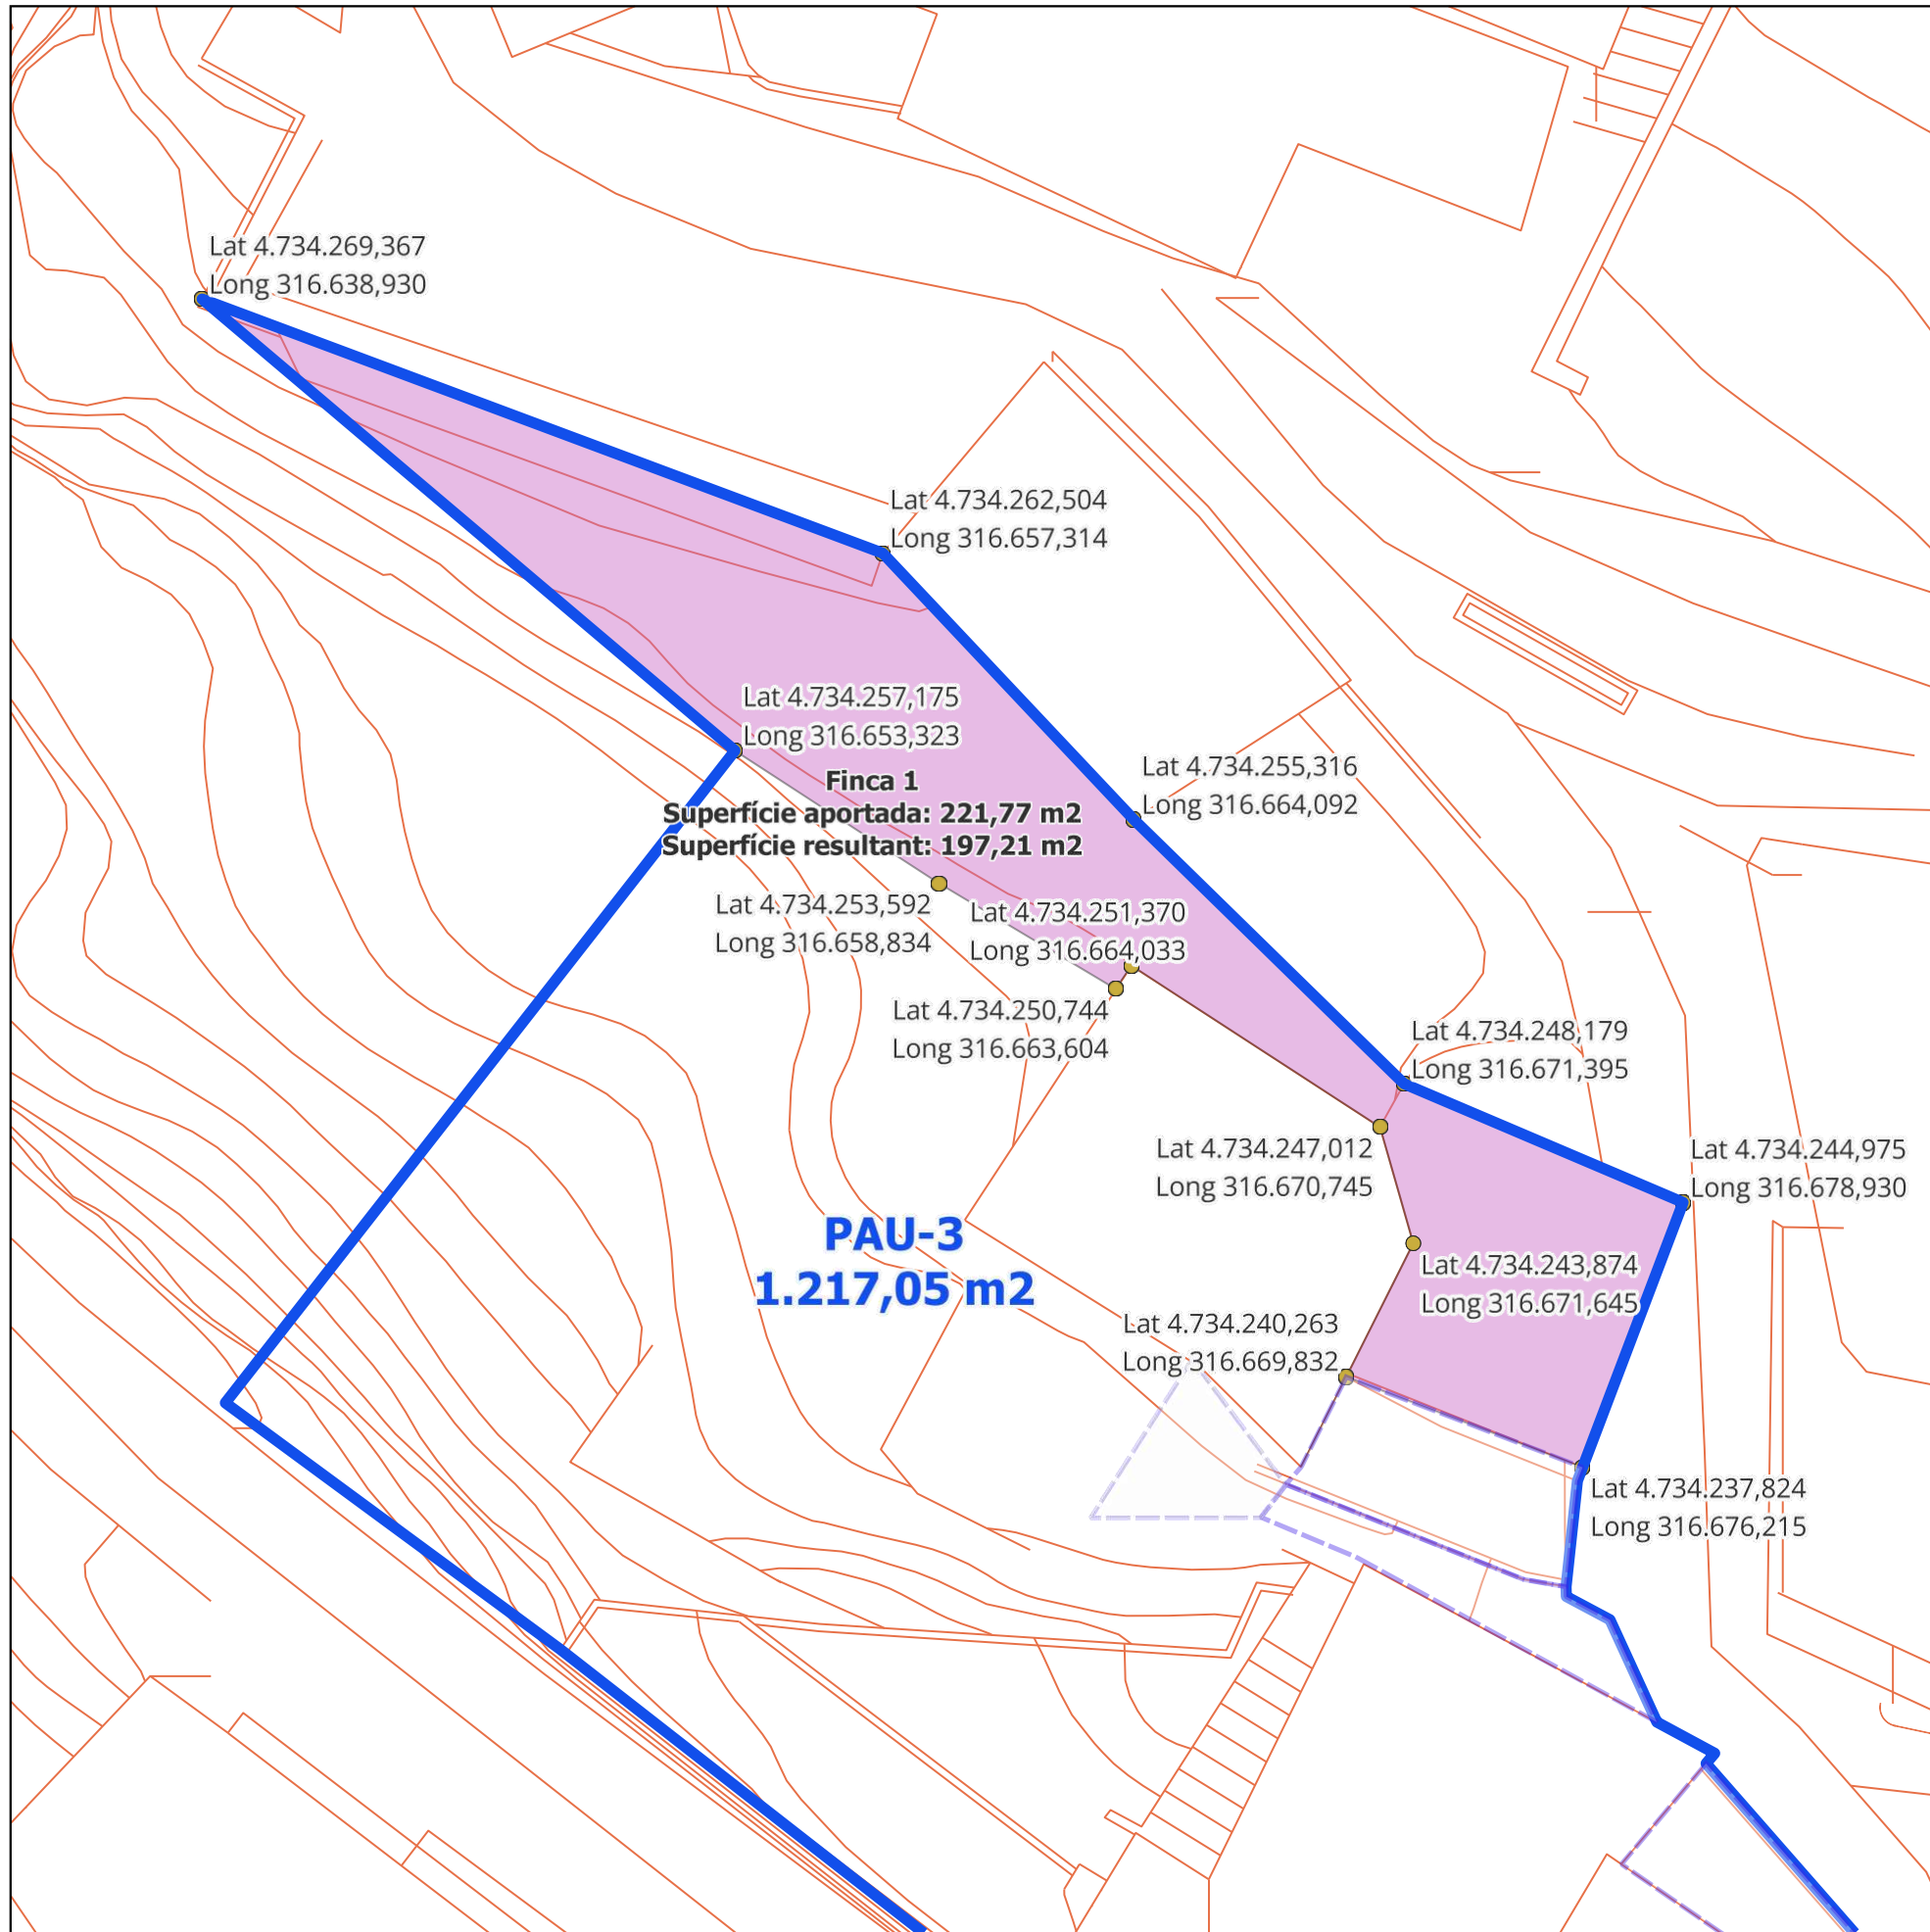 Lat 4.734.269,367
Long 316.638,930
Lat 4.734.262,504
Long 316.657,314
Lat 4.734.257,175
Long 316.653,323
Finca 1
Superfície aportada: 221,77 m2
Superfície resultant: 197,21 m2
Lat 4.734.255,316
Long 316.664,092
Lat 4.734.253,592
Long 316.658,834
Lat 4.734.251,370
Long 316.664,033
Lat 4.734.250,744
Long 316.663,604
Lat 4.734.248,179
Long 316.671,395
Lat 4.734.247,012
Long 316.670,745
Lat 4.734.244,975
Long 316.678,930
PAU-3
1.217,05 m2
Lat 4.734.243,874
Long 316.671,645
Lat 4.734.240,263
Long 316.669,832
Lat 4.734.237,824
Long 316.676,215